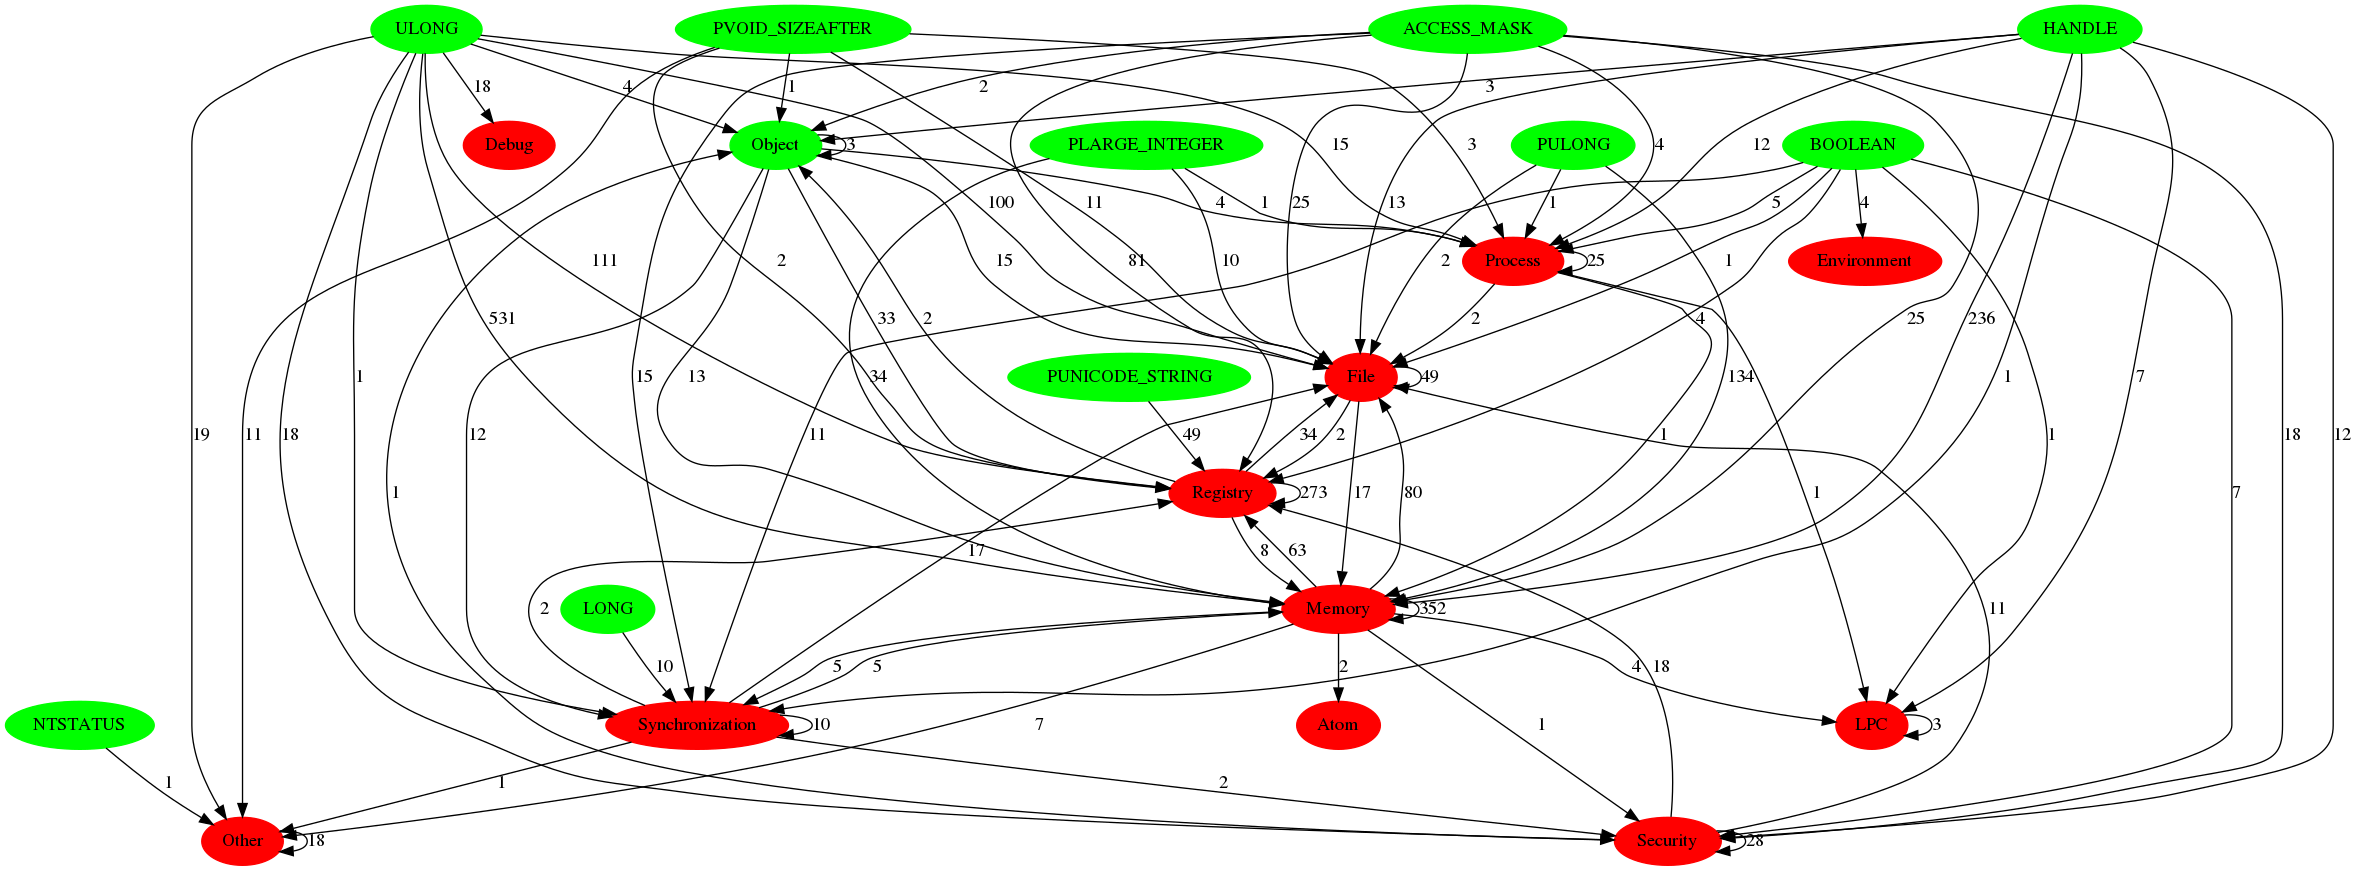 ULONG PVOID_SIZEAFTER ACCESS_MASK HANDLE
18 4 1 2 3
Debug Object 3 PLARGE_INTEGER PULONG BOOLEAN
15 3 4 12
100 11 25 13 4 1 1 2 5 4
2 15 81 10 2 1
Process 25 Environment
111 531 1 15 13 33 2 2 4 25 236
1 34 49 134 1 7
PUNICODE_STRING File
19 11 18 12 11 49 34 2 1 1 18 12
Registry 273 17 80 1 7
17 8 63
LONG Memory 352 11
2 10 5 5 2 4 18
NTSTATUS Synchronization 10 Atom LPC 3
1 1 7 2 1
Other 18 Security 28